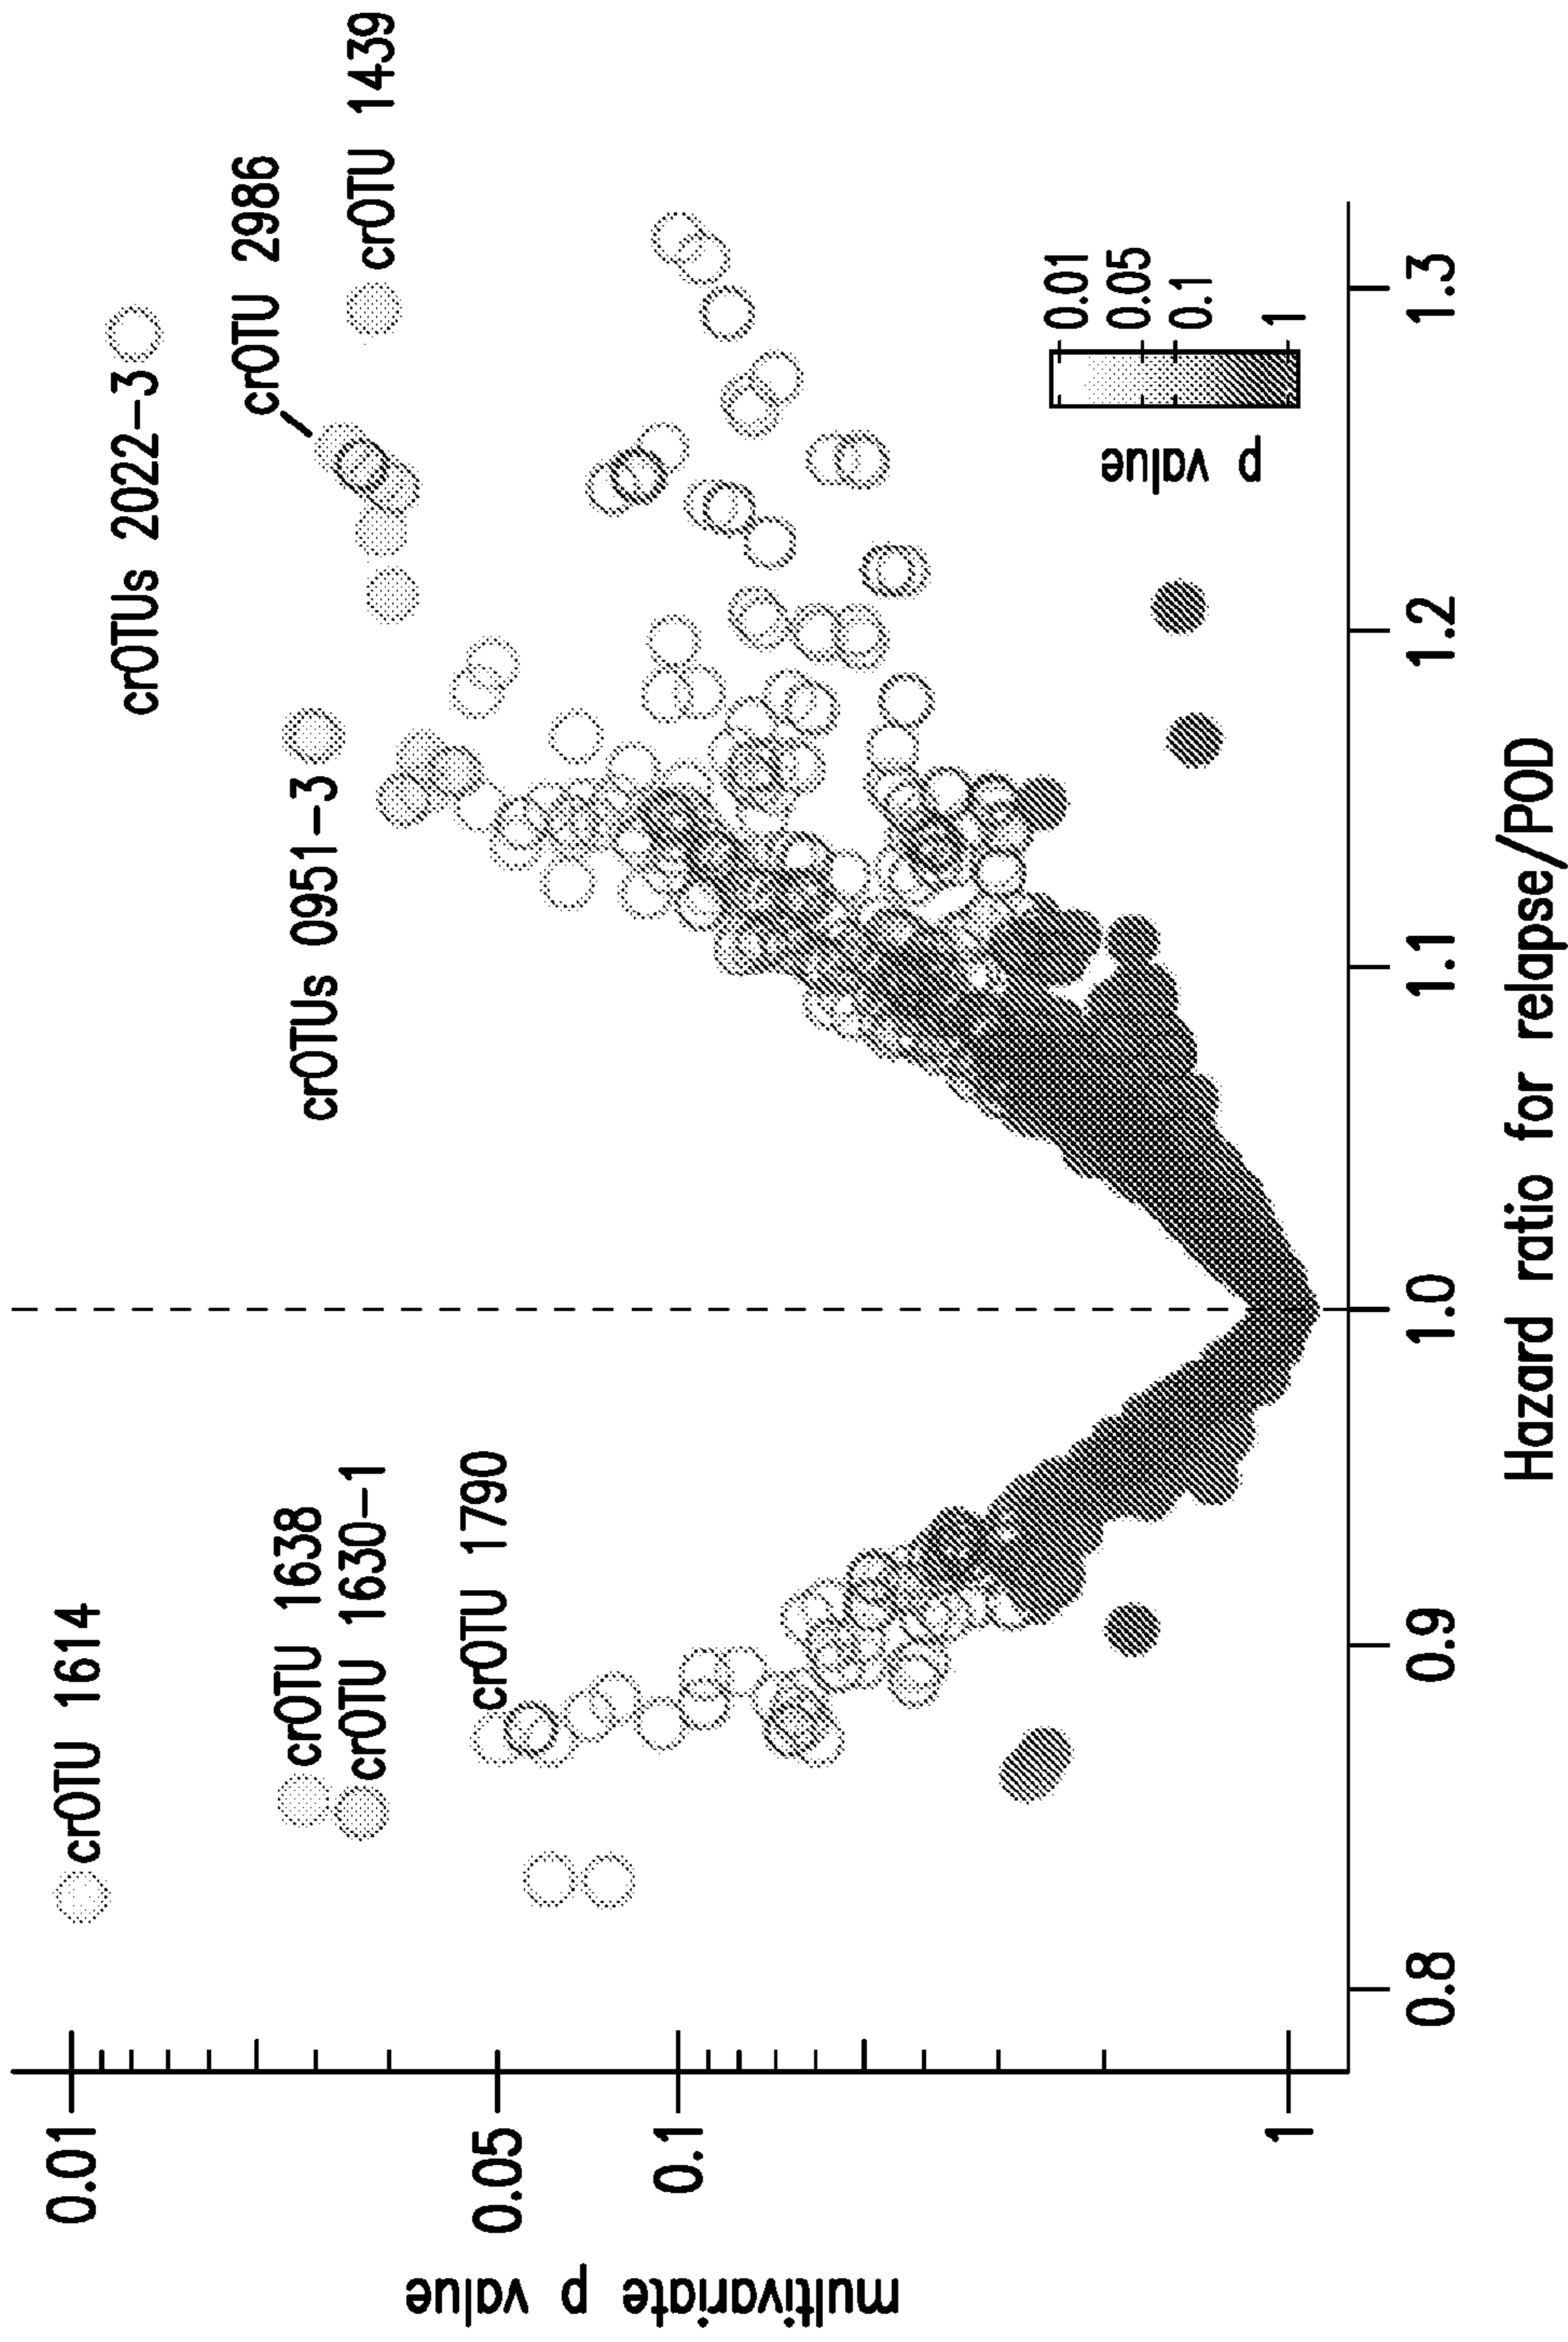 crOTU 1614
crOTUs 2022-3
crOTU 2986
crOTU 1638
crOTU 1630-1
crOTUs 0951-3
crOTU 1439
crOTU 1790
multivariate p value
0.01
0.05
0.1
1
p value
0.01
0.05
0.1
1
0.8
0.9
1.0
1.1
1.2
1.3
Hazard ratio for relapse/POD